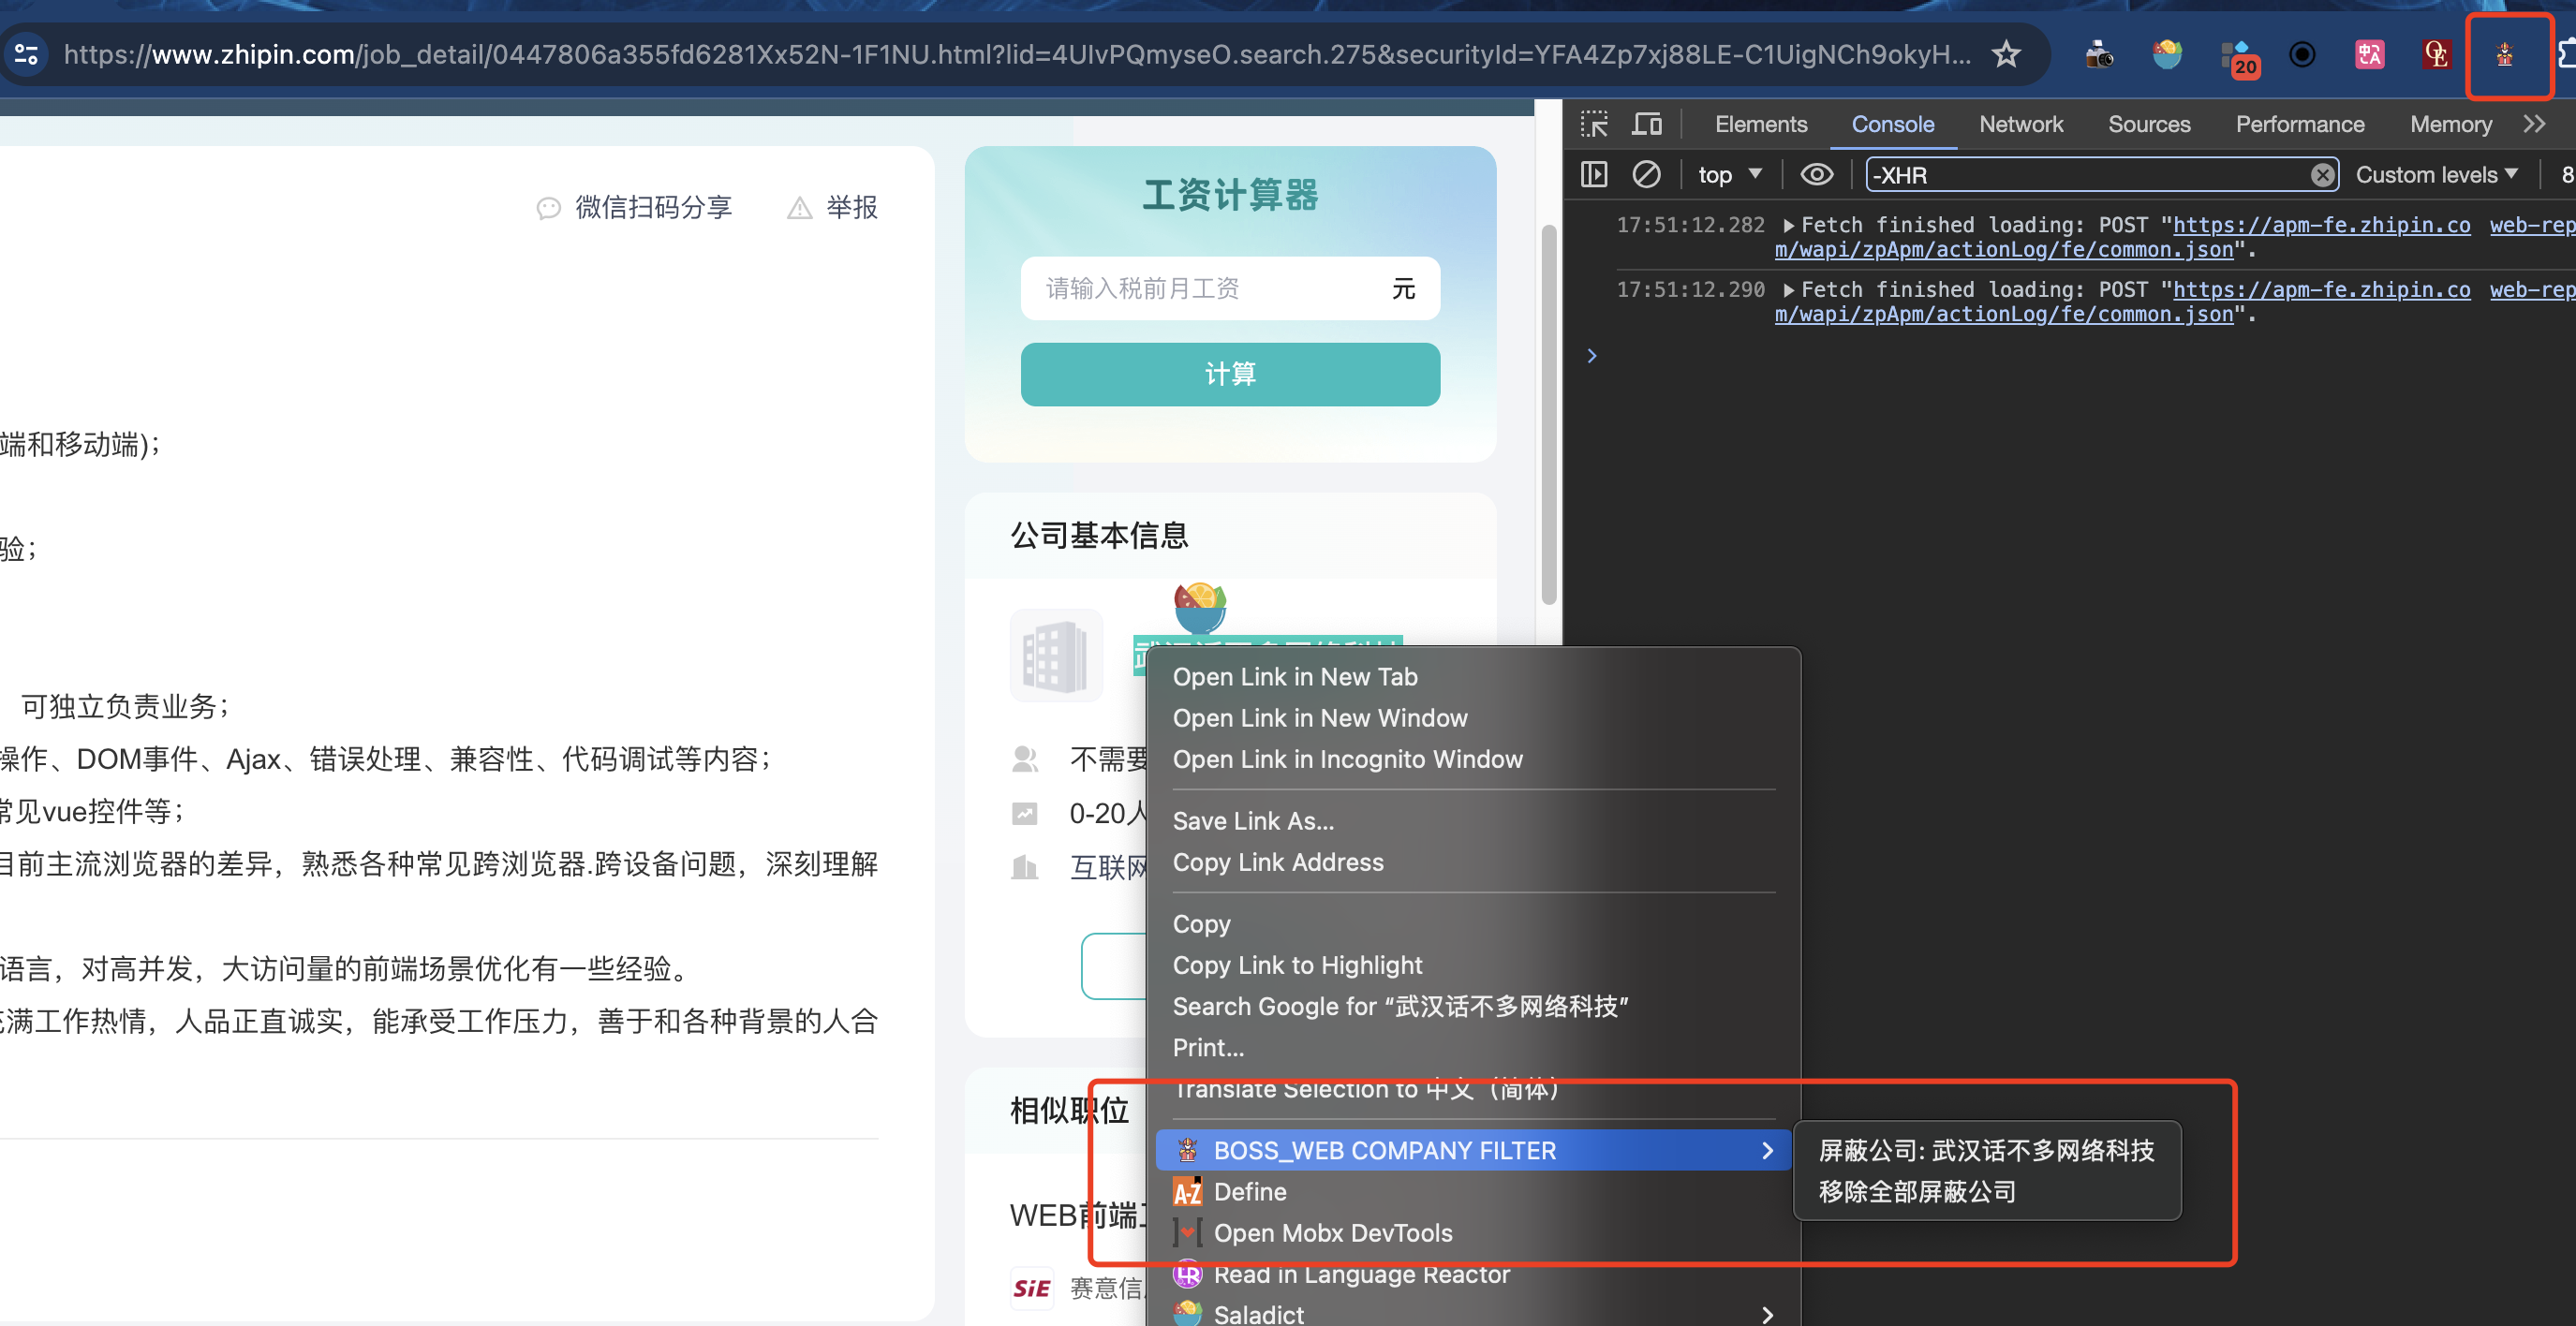 https://www.zhipin.com/job_detail/0447806a355fd6281Xx52N-1F1NU.html?lid=4UIvPQmyseO.search.275&securityId=YFA4Zp7xj88LE-C1UigNCh9okyH...
20
Elements Console Network Sources Performance Memory
top
-XHR
Custom levels
8
17:51:12.282 Fetch finished loading: POST "https://apm-fe.zhipin.co web-rep
m/wapi/zpApm/actionLog/fe/common.json".
17:51:12.290 Fetch finished loading: POST "https://apm-fe.zhipin.co web-rep
m/wapi/zpApm/actionLog/fe/common.json".
微信扫码分享 举报
端和移动端)；
验；
可独立负责业务；
操作、DOM事件、Ajax、错误处理、兼容性、代码调试等内容；
常见vue控件等；
目前主流浏览器的差异，熟悉各种常见跨浏览器.跨设备问题，深刻理解
语言，对高并发，大访问量的前端场景优化有一些经验。
充满工作热情，人品正直诚实，能承受工作压力，善于和各种背景的人合
工资计算器
请输入税前月工资 元
计算
公司基本信息
武汉话不多网络科技
不需要
0-20人
互联网
相似职位
WEB前端工
SiE 赛意信息
Open Link in New Tab
Open Link in New Window
Open Link in Incognito Window
Save Link As...
Copy Link Address
Copy
Copy Link to Highlight
Search Google for “武汉话不多网络科技”
Print...
Translate Selection to 中文（简体）
BOSS_WEB COMPANY FILTER
A-Z Define
Open Mobx DevTools
LR Read in Language Reactor
Saladict
屏蔽公司: 武汉话不多网络科技
移除全部屏蔽公司